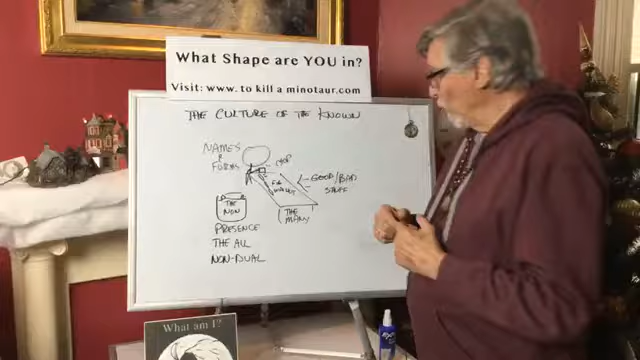 What Shape are YOU in?
Visit: www. to kill a minotaur.com
THE CULTURE OF THE KNOWN
NAMES
&
FORMS
GOOD/BAD
STUFF
THE
NON
THE
MANY
PRESENCE
THE ALL
NON-DUAL
What am I?